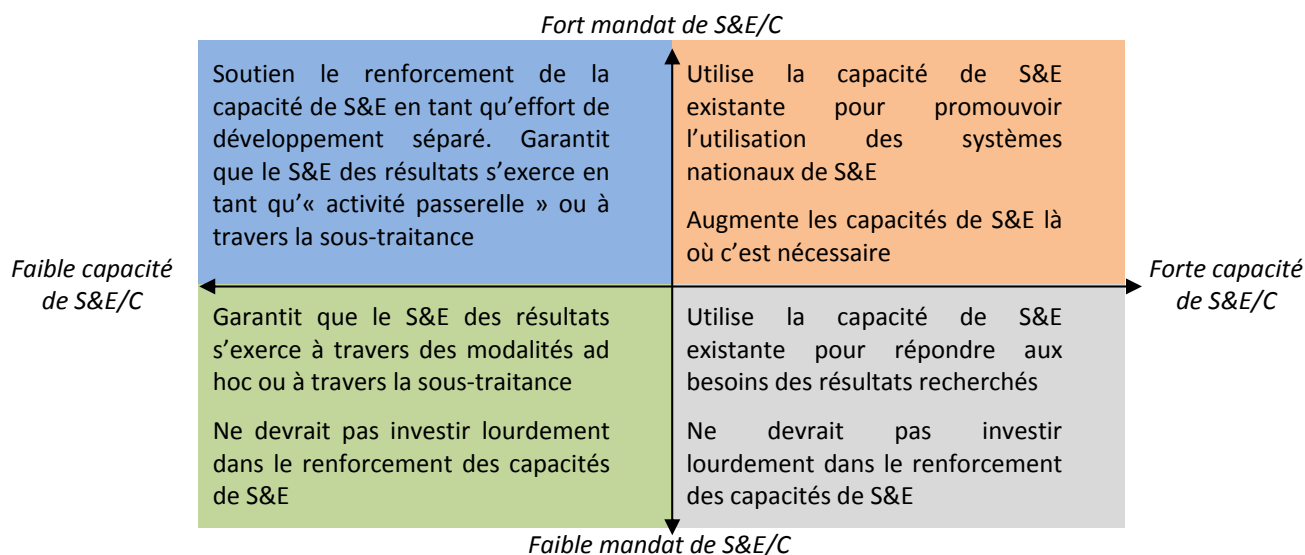 Fort mandat de S&E/C
Soutien le renforcement de la
capacité de S&E en tant qu’effort de
développement séparé. Garantit
que le S&E des résultats s’exerce en
tant qu’« activité passerelle » ou à
travers la sous-traitance
Utilise la capacité de S&E
existante pour promouvoir
l’utilisation des systèmes
nationaux de S&E
Augmente les capacités de S&E là
où c’est nécessaire
Faible capacité
de S&E/C
Forte capacité
de S&E/C
Garantit que le S&E des résultats
s’exerce à travers des modalités ad
hoc ou à travers la sous-traitance
Ne devrait pas investir lourdement
dans le renforcement des capacités
de S&E
Utilise la capacité de S&E
existante pour répondre aux
besoins des résultats recherchés
Ne devrait pas investir
lourdement dans le renforcement
des capacités de S&E
Faible mandat de S&E/C